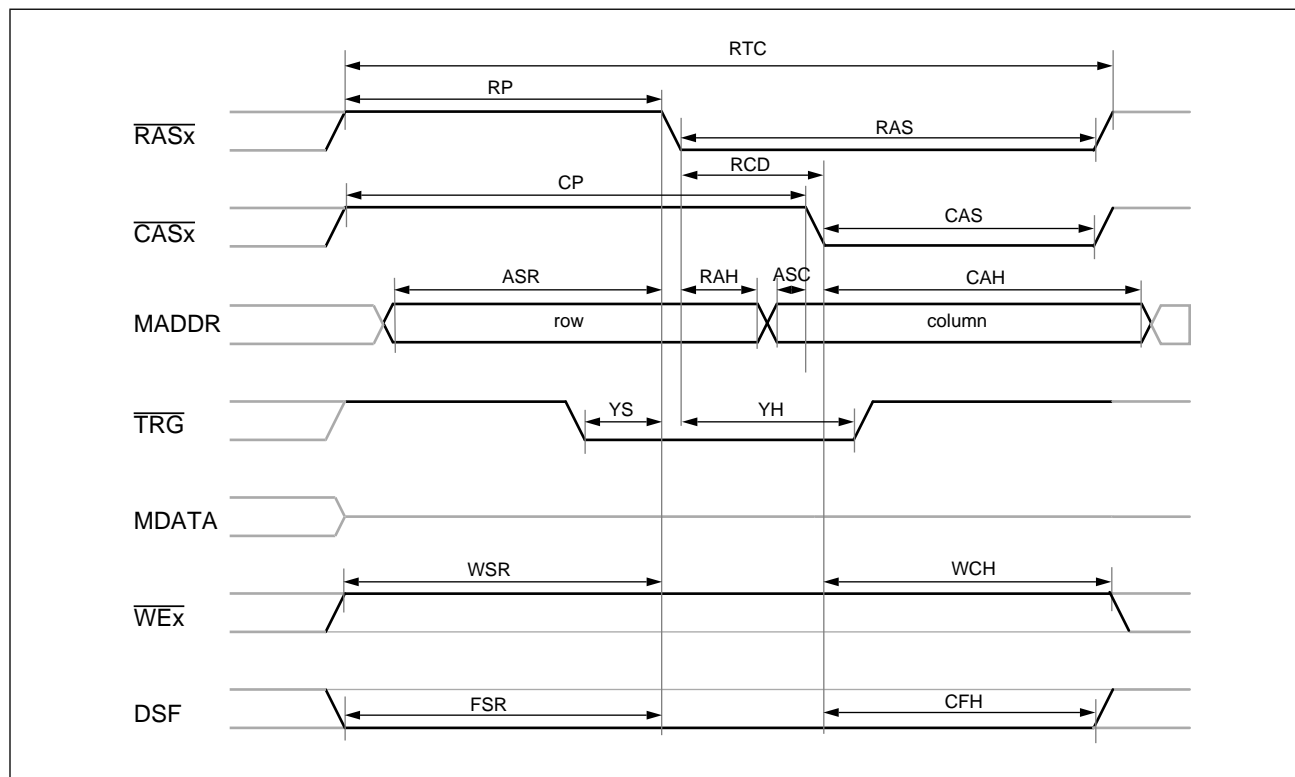 RTC
RP
RASx
RAS
RCD
CP
CASx
CAS
ASR
RAH
ASC
CAH
MADDR
row
column
TRG
YS
YH
MDATA
WSR
WCH
WEx
FSR
CFH
DSF